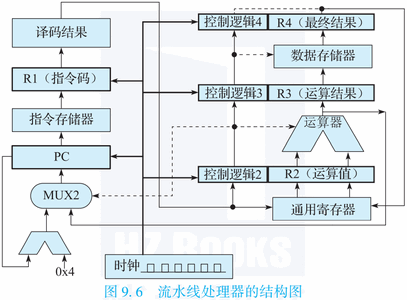 译码结果
控制逻辑4
R4（最终结果）
数据存储器
R1（指令码）
控制逻辑3
R3（运算结果）
指令存储器
运算器
PC
控制逻辑2
R2（运算值）
MUX2
通用寄存器
0x4
时钟
HZ Books
图 9.6 流水线处理器的结构图